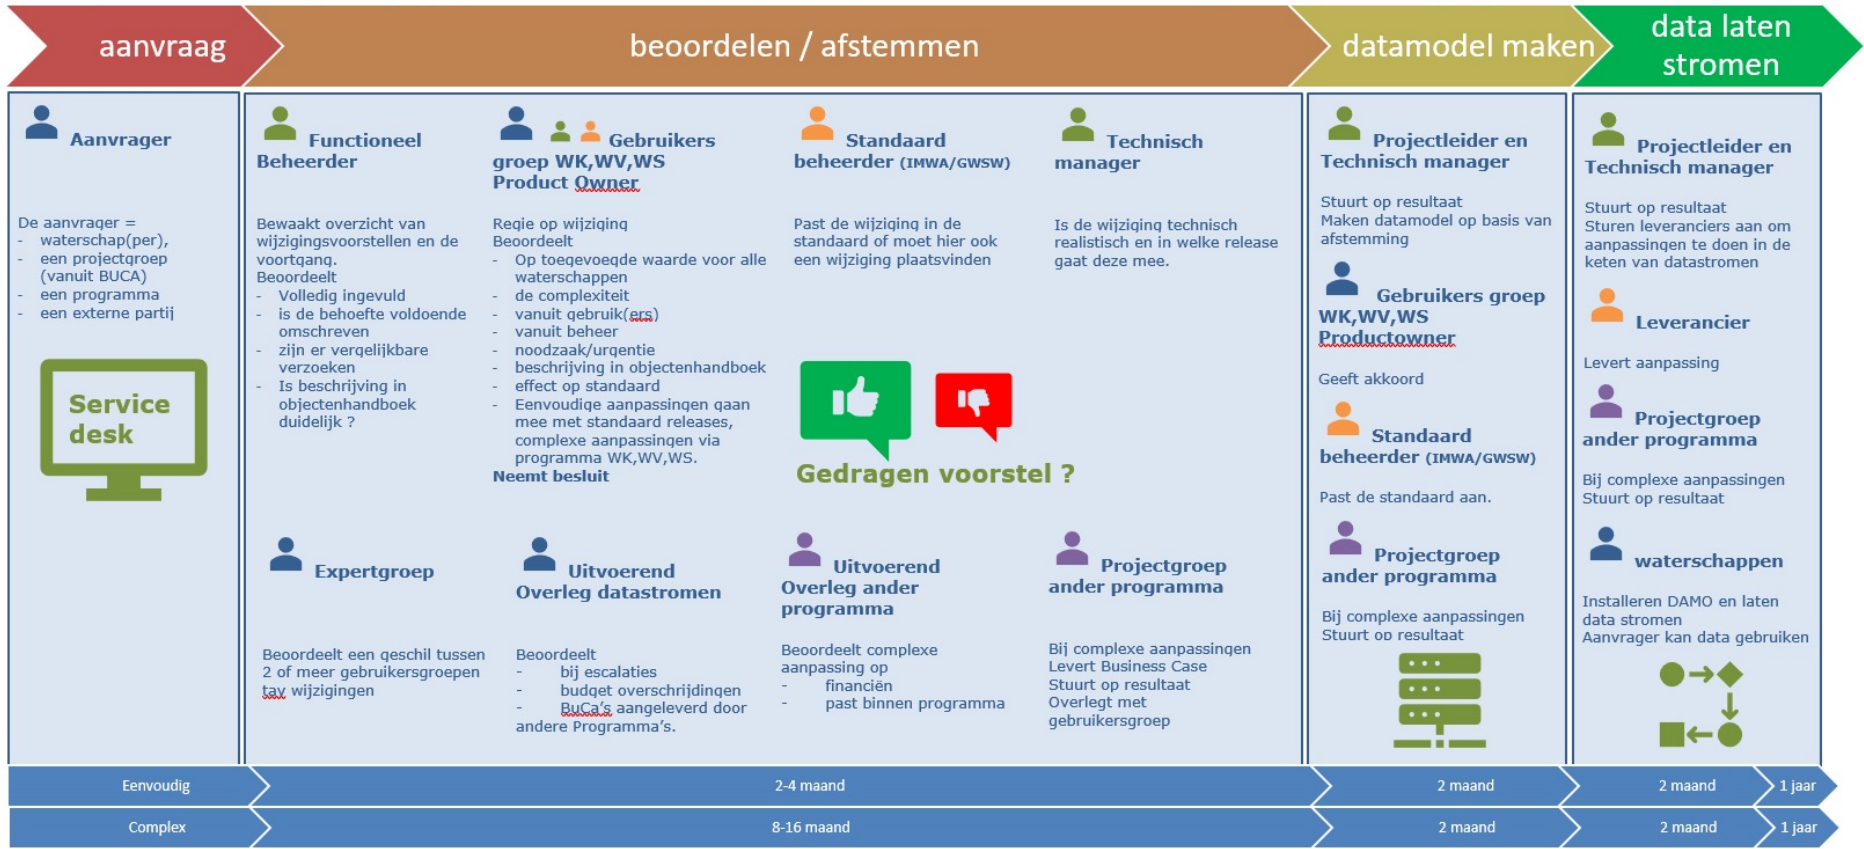 aanvraag
beoordelen / afstemmen
datamodel maken
data laten
stromen
Aanvrager
De aanvrager =
- waterschap(per),
- een projectgroep
(vanuit BUCA)
- een programma
- een externe partij
Service
desk
Functioneel
Beheerder
Bewaakt overzicht van
wijzigingsvoorstellen en de
voortgang.
Beoordeelt
- Volledig ingevuld
- is de behoefte voldoende
omschreven
- zijn er vergelijkbare
verzoeken
- Is beschrijving in
objectenhandboek
duidelijk ?
Gebruikers
groep WK,WV,WS
Product Owner
Regie op wijziging
Beoordeelt
- Op toegevoegde waarde voor alle
waterschappen
- de complexiteit
- vanuit gebruik(ers)
- vanuit beheer
- noodzaak/urgentie
- beschrijving in objectenhandboek
- effect op standaard
- Eenvoudige aanpassingen gaan
mee met standaard releases,
complexe aanpassingen via
programma WK,WV,WS.
Neemt besluit
Standaard
beheerder (IMWA/GWSW)
Past de wijziging in de
standaard of moet hier ook
een wijziging plaatsvinden
Technisch
manager
Is de wijziging technisch
realistisch en in welke release
gaat deze mee.
Gedragen voorstel ?
Expertgroep
Beoordeelt een geschil tussen
2 of meer gebruikersgroepen
tav wijzigingen
Uitvoerend
Overleg datastromen
Beoordeelt
- bij escalaties
- budget overschrijdingen
- BuCa's aangeleverd door
andere Programma's.
Uitvoerend
Overleg ander
programma
Beoordeelt complexe
aanpassing op
- financiën
- past binnen programma
Projectgroep
ander programma
Bij complexe aanpassingen
Levert Business Case
Stuurt op resultaat
Overlegt met
gebruikersgroep
Projectleider en
Technisch manager
Stuurt op resultaat
Maken datamodel op basis van
afstemming
Gebruikers groep
WK,WV,WS
Productowner
Geeft akkoord
Standaard
beheerder (IMWA/GWSW)
Past de standaard aan.
Projectgroep
ander programma
Bij complexe aanpassingen
Stuurt op resultaat
Projectleider en
Technisch manager
Stuurt op resultaat
Sturen leveranciers aan om
aanpassingen te doen in de
keten van datastromen
Leverancier
Levert aanpassing
Projectgroep
ander programma
Bij complexe aanpassingen
Stuurt op resultaat
waterschappen
Installeren DAMO en laten
data stromen
Aanvrager kan data gebruiken
Eenvoudig
2-4 maand
2 maand
2 maand
1 jaar
Complex
8-16 maand
2 maand
2 maand
1 jaar